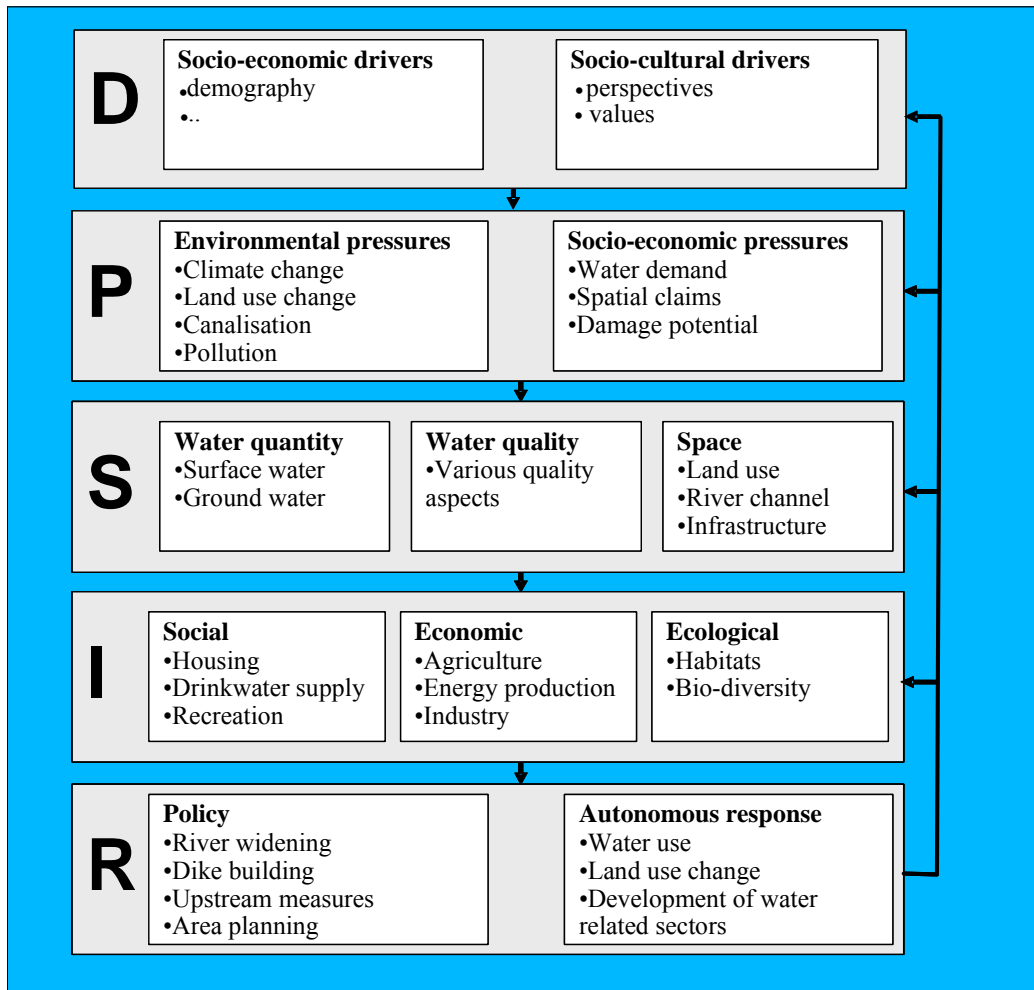 D
Socio-economic drivers
•demography
•..
Socio-cultural drivers
• perspectives
• values
P
Environmental pressures
•Climate change
•Land use change
•Canalisation
•Pollution
Socio-economic pressures
•Water demand
•Spatial claims
•Damage potential
S
Water quantity
•Surface water
•Ground water
Water quality
•Various quality
aspects
Space
•Land use
•River channel
•Infrastructure
I
Social
•Housing
•Drinkwater supply
•Recreation
Economic
•Agriculture
•Energy production
•Industry
Ecological
•Habitats
•Bio-diversity
R
Policy
•River widening
•Dike building
•Upstream measures
•Area planning
Autonomous response
•Water use
•Land use change
•Development of water
related sectors